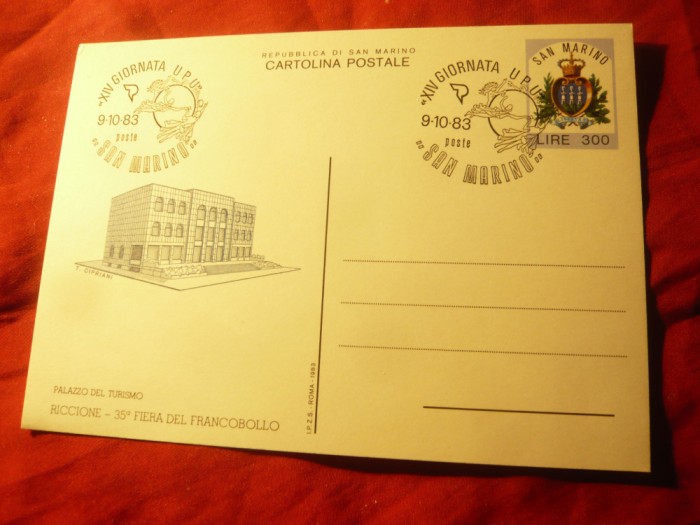 REPUBBLICA DI SAN MARINO
CARTOLINA POSTALE
"XIV GIORNATA U.P.U."
9-10-83
poste
"SAN MARINO"
"XIV GIORNATA U.P.U.
9-10-83
poste
"SAN MARINO"
SAN MARINO
LIRE 300
T. CIPRIANI
PALAZZO DEL TURISMO
RICCIONE - 35ª FIERA DEL FRANCOBOLLO
I.P.Z.S. - ROMA - 1983